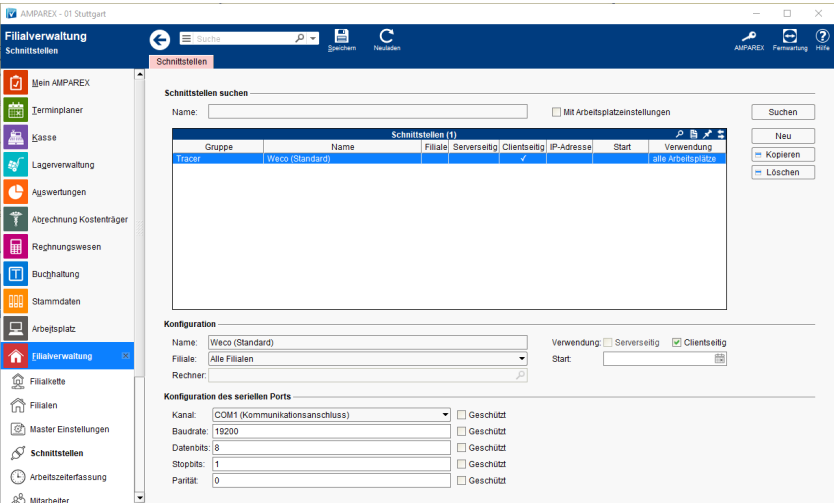 AMPAREX - 01 Stuttgart
Filialverwaltung
Schnittstellen
Suche
Speichern
Neuladen
AMPAREX
Fernwartung
Hilfe
Schnittstellen
Mein AMPAREX
Terminplaner
Kasse
Lagerverwaltung
Auswertungen
Abrechnung Kostenträger
Rechnungswesen
Buchhaltung
Stammdaten
Arbeitsplatz
Filialverwaltung
Filialkette
Filialen
Master Einstellungen
Schnittstellen
Arbeitszeiterfassung
Mitarbeiter
Schnittstellen suchen
Name:
Mit Arbeitsplatzeinstellungen
Suchen
Schnittstellen (1)
Neu
Gruppe Name Filiale Serverseitig Clientseitig IP-Adresse Start Verwendung
Tracer Weco (Standard) ✓ alle Arbeitsplätze
Kopieren
Löschen
Konfiguration
Name: Weco (Standard) Verwendung: Serverseitig Clientseitig
Filiale: Alle Filialen Start:
Rechner:
Konfiguration des seriellen Ports
Kanal: COM1 (Kommunikationsanschluss) Geschützt
Baudrate: 19200 Geschützt
Datenbits: 8 Geschützt
Stopbits: 1 Geschützt
Parität: 0 Geschützt